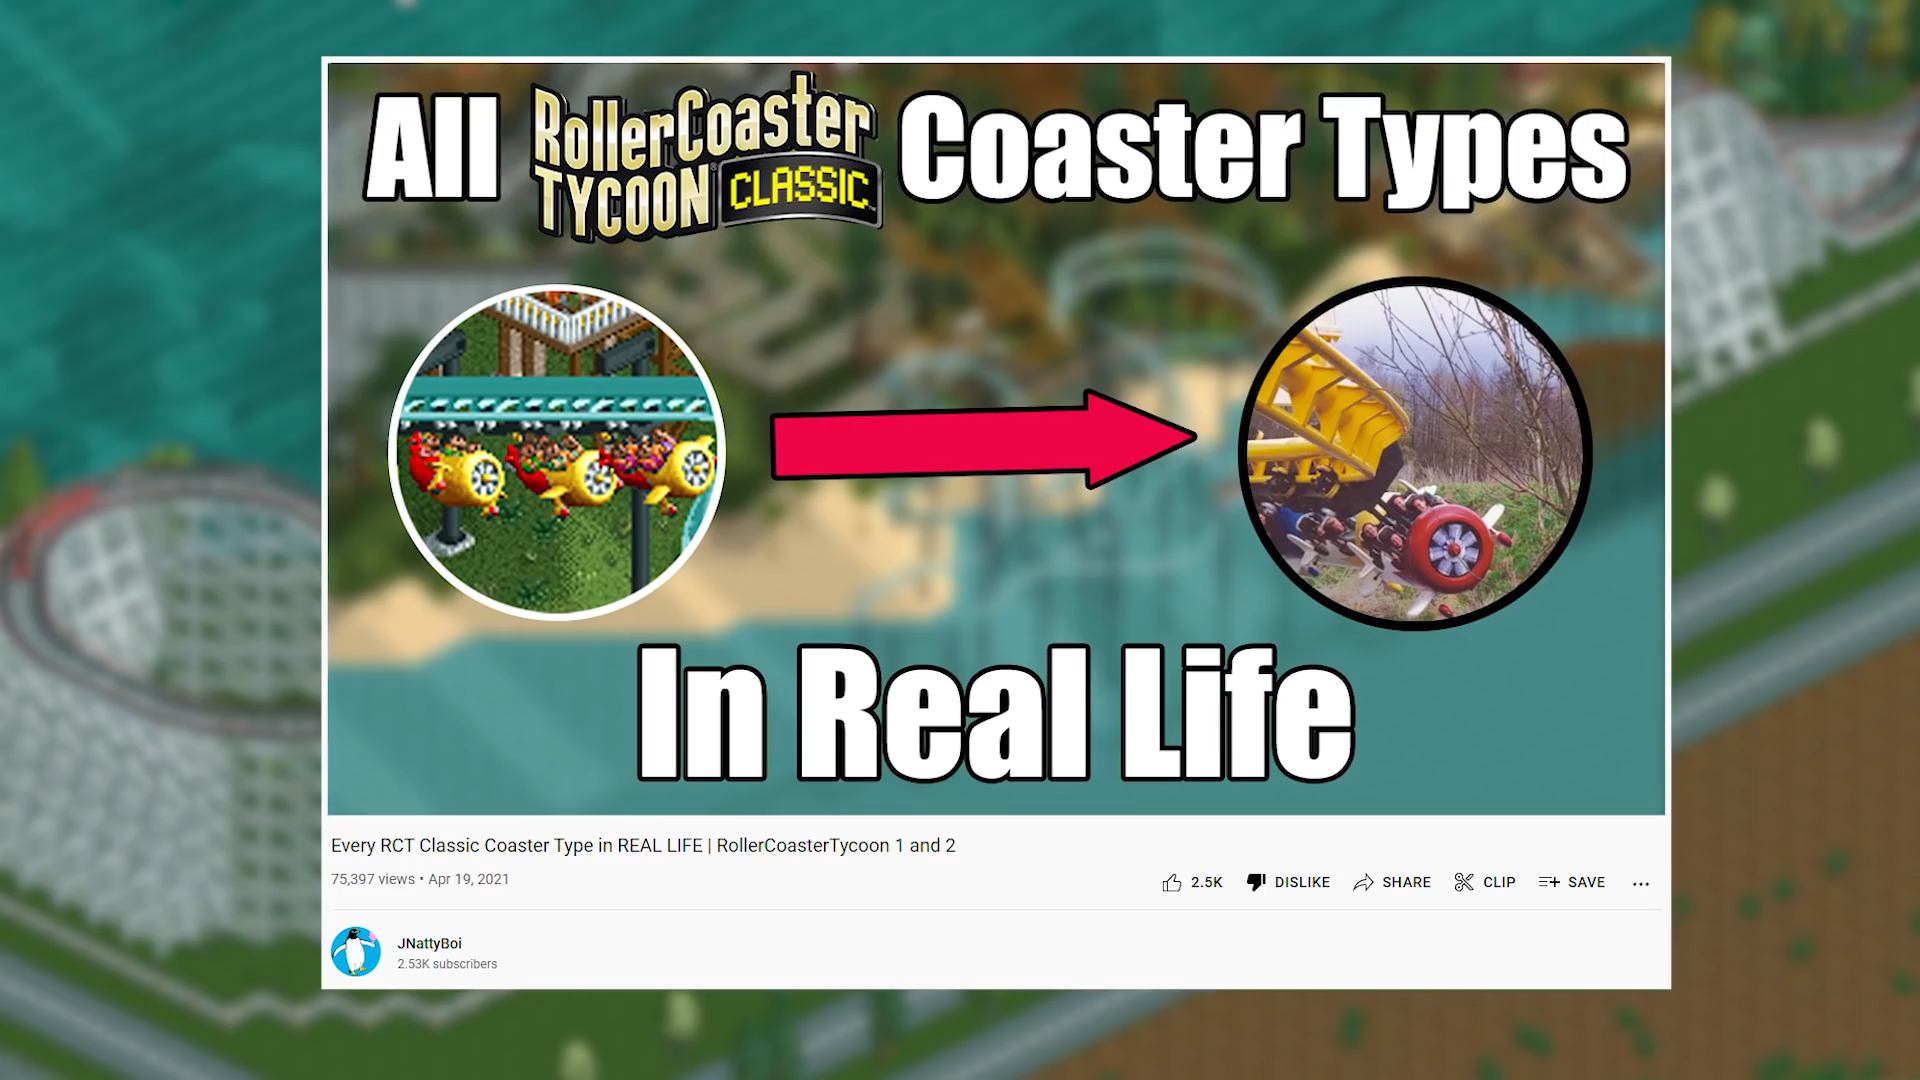 All RollerCoaster TYCOON CLASSIC Coaster Types
In Real Life
Every RCT Classic Coaster Type in REAL LIFE | RollerCoasterTycoon 1 and 2
75,397 views • Apr 19, 2021
2.5K DISLIKE SHARE CLIP SAVE ...
JNattyBoi
2.53K subscribers